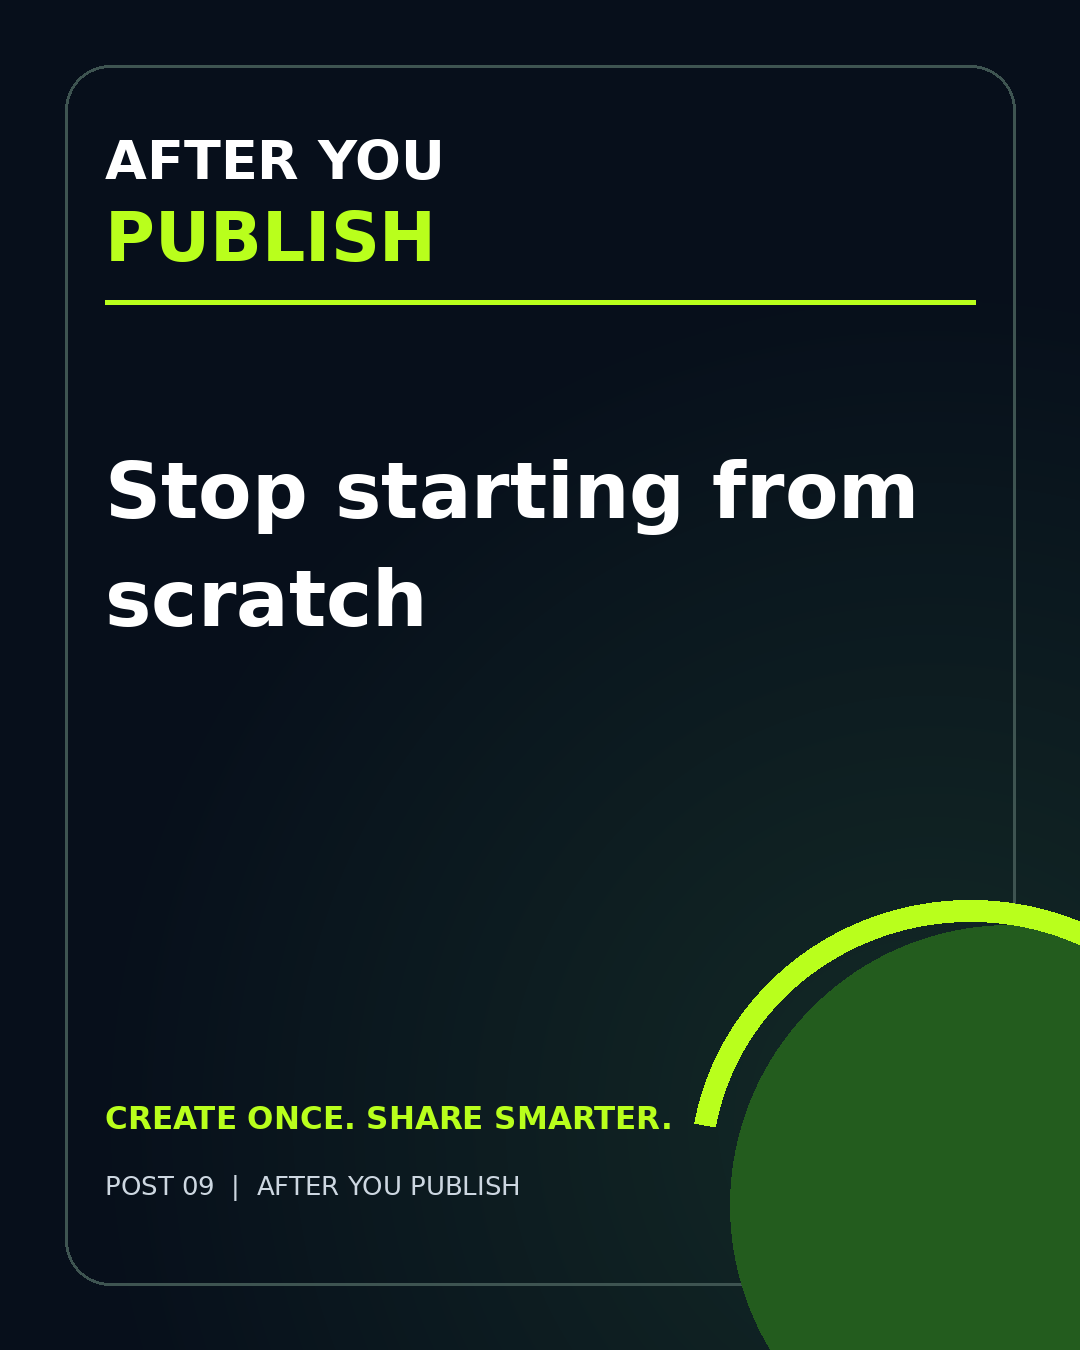 AFTER YOU
PUBLISH
Stop starting from
scratch
CREATE ONCE. SHARE SMARTER.
POST 09 | AFTER YOU PUBLISH